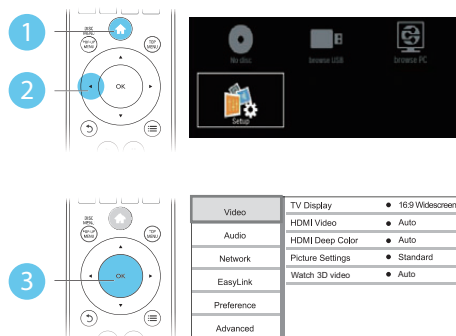 1
DISC
MENU
POP-UP
MENU
TOP
MENU
2
OK
No disc
browse USB
browse PC
Setup
DISC
MENU
POP-UP
MENU
TOP
MENU
3
OK
Video
Audio
Network
EasyLink
Preference
Advanced
TV Display ● 16:9 Widescreen
HDMI Video ● Auto
HDMI Deep Color ● Auto
Picture Settings ● Standard
Watch 3D video ● Auto